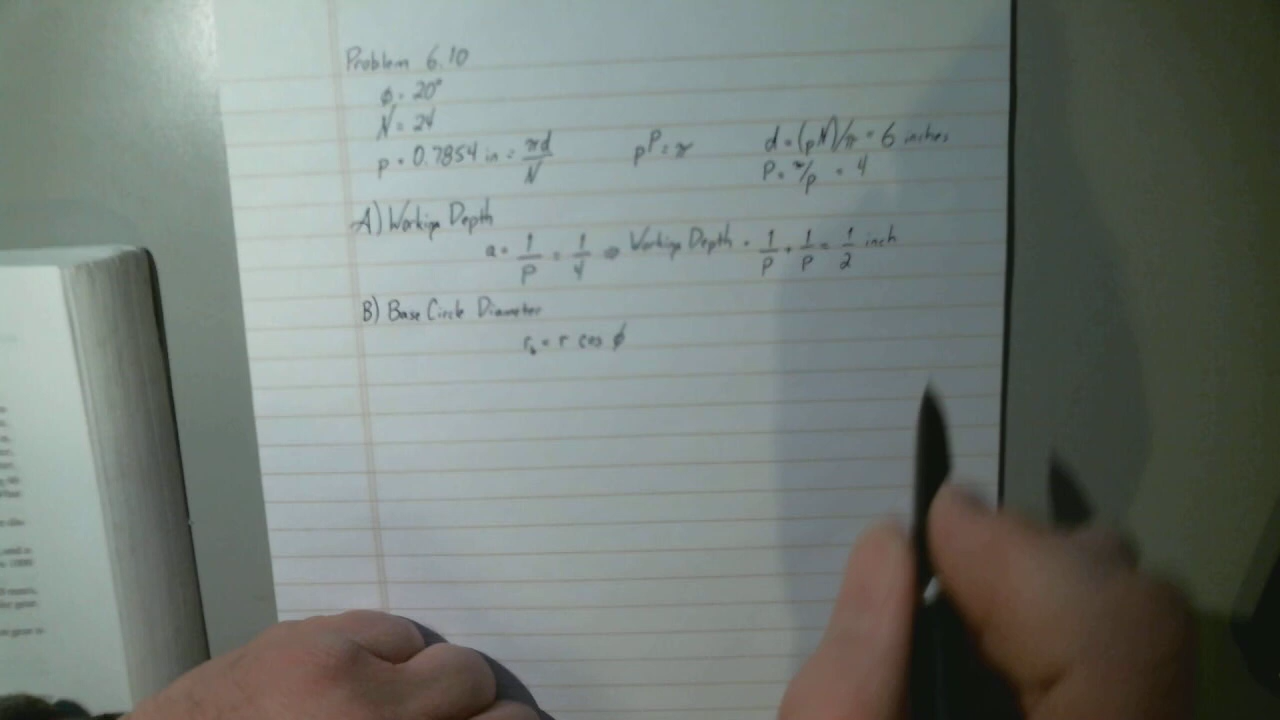 Problem 6.10
ϕ = 20°
N = 24
p = 0.7854 in = πd/N    pP = π    d = (pN)/π = 6 inches
P = π/p = 4
A) Working Depth
a = 1/P = 1/4 ⇒ Working Depth = 1/P + 1/P = 1/2 inch
B) Base Circle Diameter
r_b = r cos ϕ